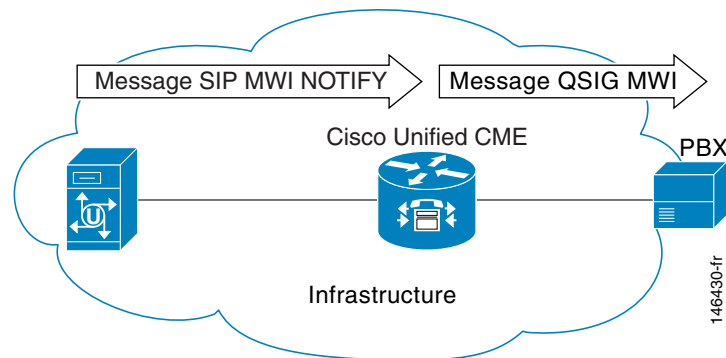 Message SIP MWI NOTIFY
Message QSIG MWI
Cisco Unified CME
PBX
U
Infrastructure
146430-fr